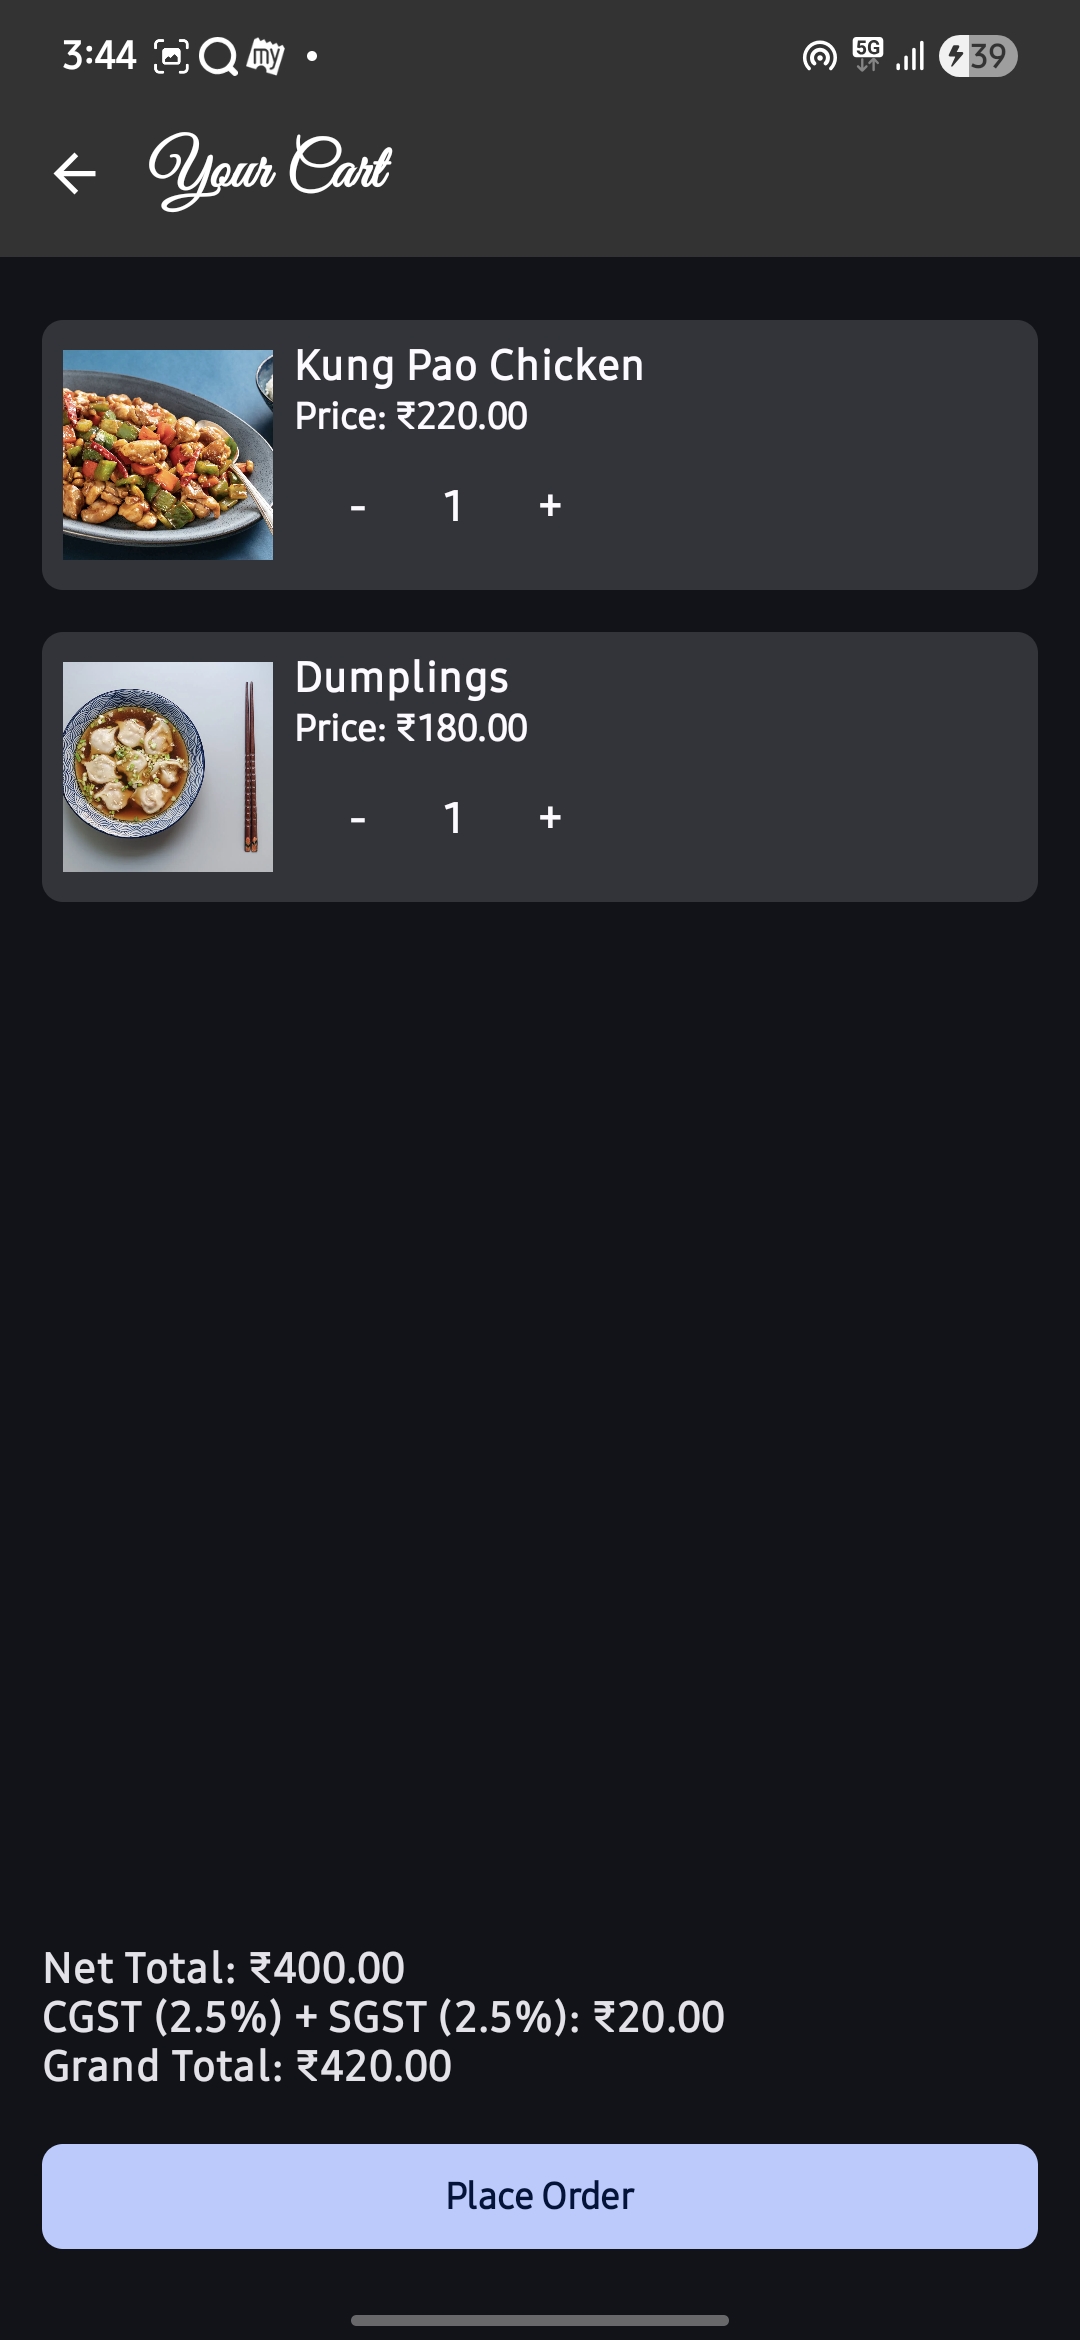 3:44 my 5G 39
Your Cart
Kung Pao Chicken
Price: ₹220.00
- 1 +
Dumplings
Price: ₹180.00
- 1 +
Net Total: ₹400.00
CGST (2.5%) + SGST (2.5%): ₹20.00
Grand Total: ₹420.00
Place Order